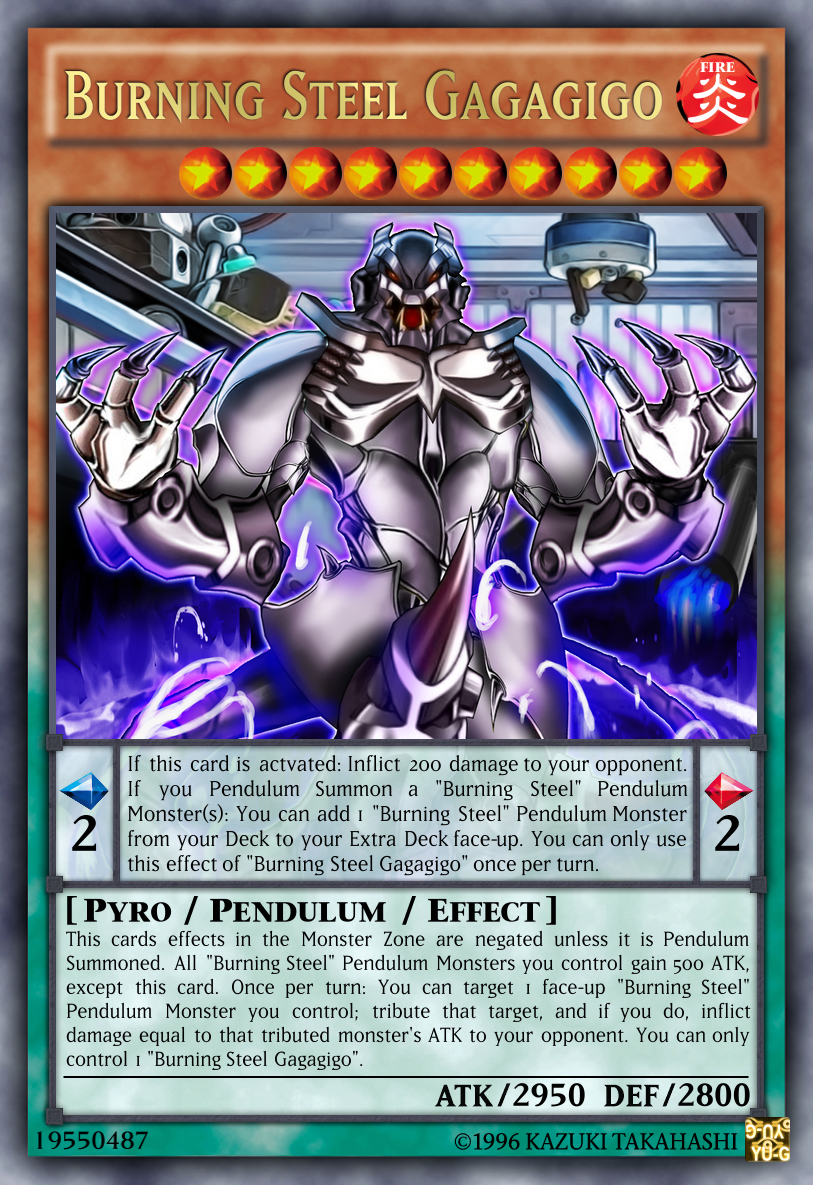 BURNING STEEL GAGAGIGO
FIRE
炎
If this card is actvated: Inflict 200 damage to your opponent.
If you Pendulum Summon a "Burning Steel" Pendulum
Monster(s): You can add 1 "Burning Steel" Pendulum Monster
from your Deck to your Extra Deck face-up. You can only use
this effect of "Burning Steel Gagagigo" once per turn.
2
2
[ PYRO / PENDULUM / EFFECT ]
This cards effects in the Monster Zone are negated unless it is Pendulum
Summoned. All "Burning Steel" Pendulum Monsters you control gain 500 ATK,
except this card. Once per turn: You can target 1 face-up "Burning Steel"
Pendulum Monster you control; tribute that target, and if you do, inflict
damage equal to that tributed monster's ATK to your opponent. You can only
control 1 "Burning Steel Gagagigo".
ATK/2950 DEF/2800
19550487
©1996 KAZUKI TAKAHASHI
YU-G